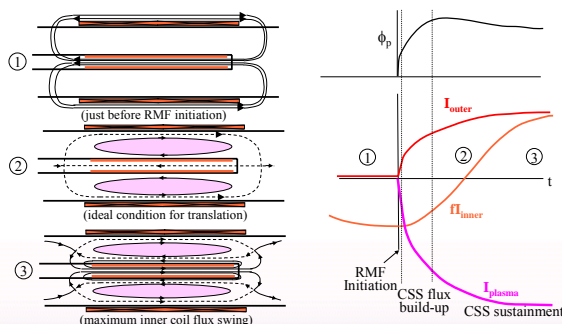 ①
(just before RMF initiation)
②
(ideal condition for translation)
③
(maximum inner coil flux swing)
ϕp
Iouter
①
②
③
t
fIinner
RMF
Initiation
CSS flux
build-up
Iplasma
CSS sustainment